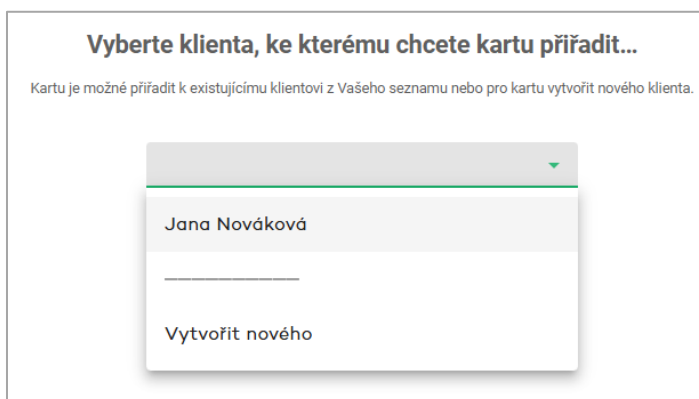 Vyberte klienta, ke kterému chcete kartu přiřadit...
Kartu je možné přiřadit k existujícímu klientovi z Vašeho seznamu nebo pro kartu vytvořit nového klienta.
Jana Nováková
——————————
Vytvořit nového